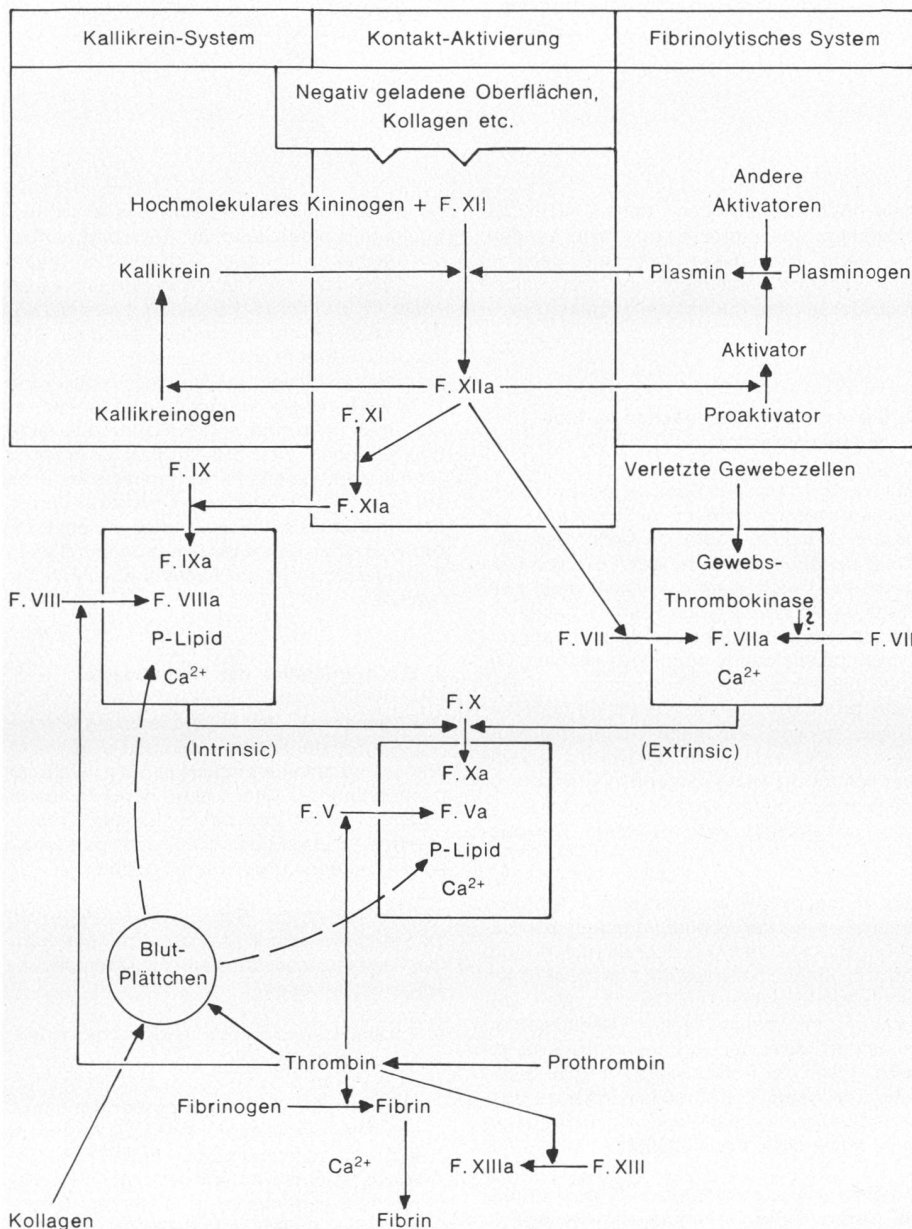 Kallikrein-System
Kontakt-Aktivierung
Fibrinolytisches System
Negativ geladene Oberflächen,
Kollagen etc.
Andere
Aktivatoren
Hochmolekulares Kininogen + F. XII
Kallikrein
Plasmin
Plasminogen
Aktivator
F. XIIa
Kallikreinogen
F. XI
Proaktivator
F. IX
Verletzte Gewebezellen
F. XIa
F. IXa
Gewebs-
Thrombokinase
F. VIII
F. VIIIa
P-Lipid
Ca2+
F. VII
F. VIIa
F. VII
Ca2+
F. X
(Intrinsic)
(Extrinsic)
F. Xa
F. V
F. Va
P-Lipid
Ca2+
Blut-
Plättchen
Thrombin
Prothrombin
Fibrinogen
Fibrin
Ca2+
F. XIIIa
F. XIII
Kollagen
Fibrin